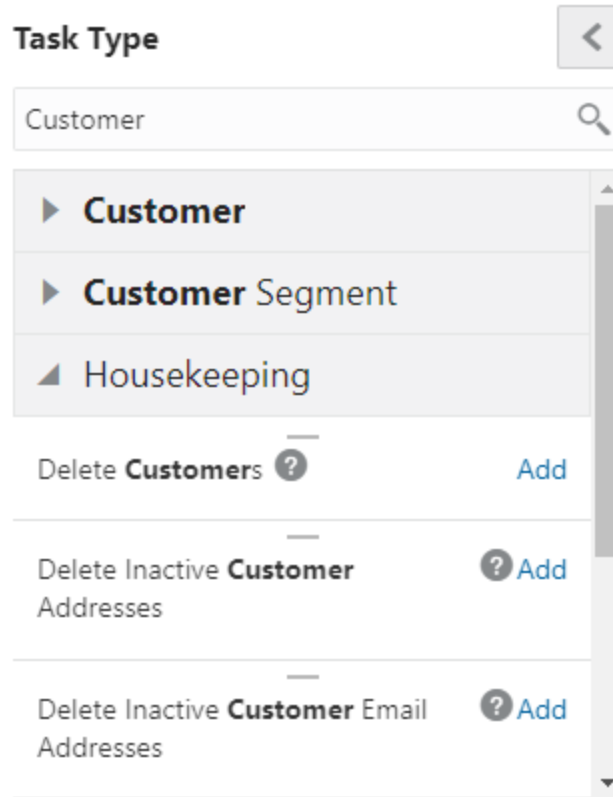 Task Type
Customer
Customer
Customer Segment
Housekeeping
Delete Customers ? Add
Delete Inactive Customer ? Add
Addresses
Delete Inactive Customer Email ? Add
Addresses